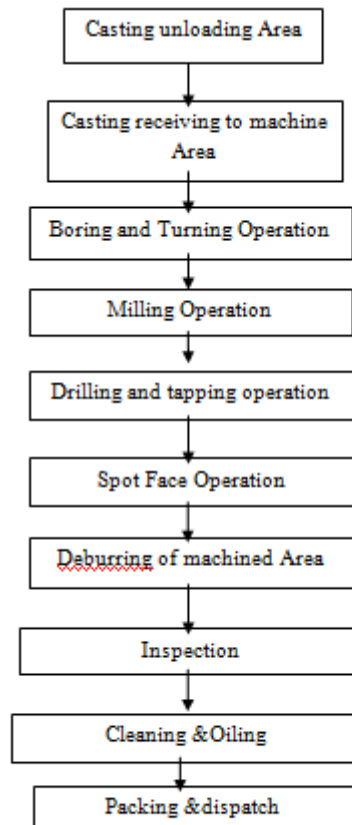 Casting unloading Area
Casting receiving to machine
Area
Boring and Turning Operation
Milling Operation
Drilling and tapping operation
Spot Face Operation
Deburring of machined Area
Inspection
Cleaning &Oiling
Packing &dispatch